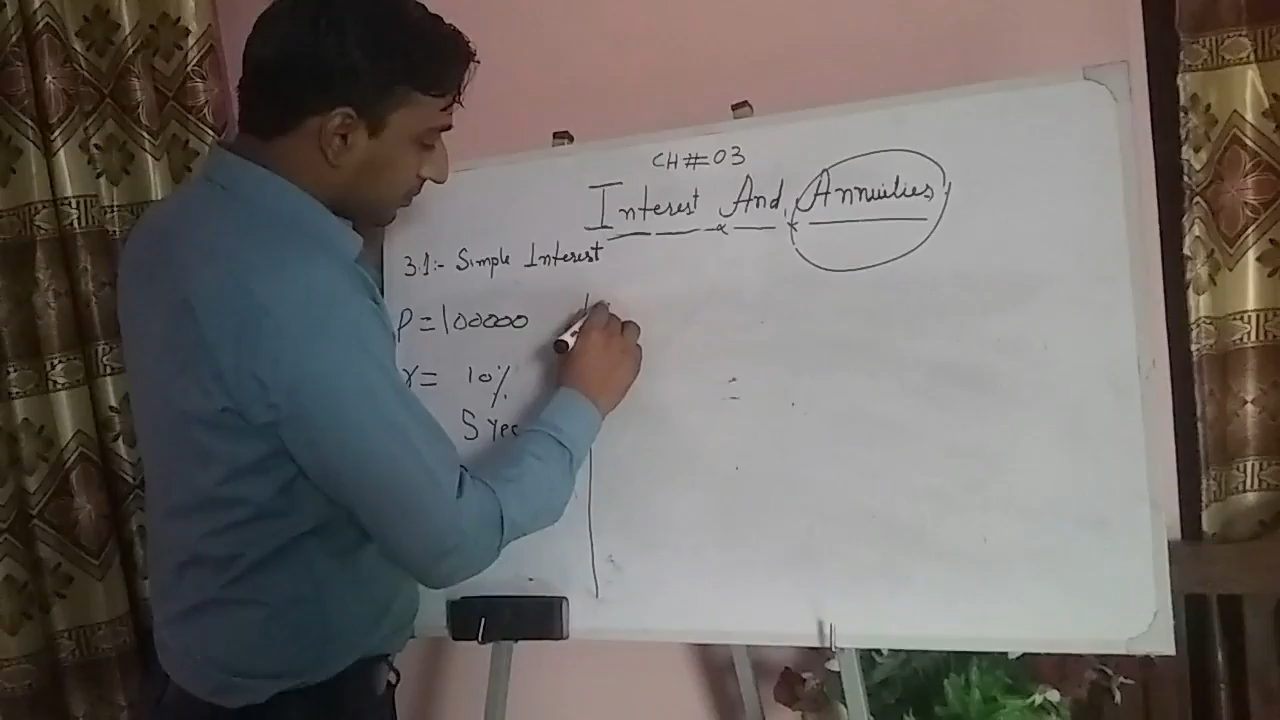 CH#03
Interest And Annuities
3.1:- Simple Interest
P=100000
r= 10%
5 Yea